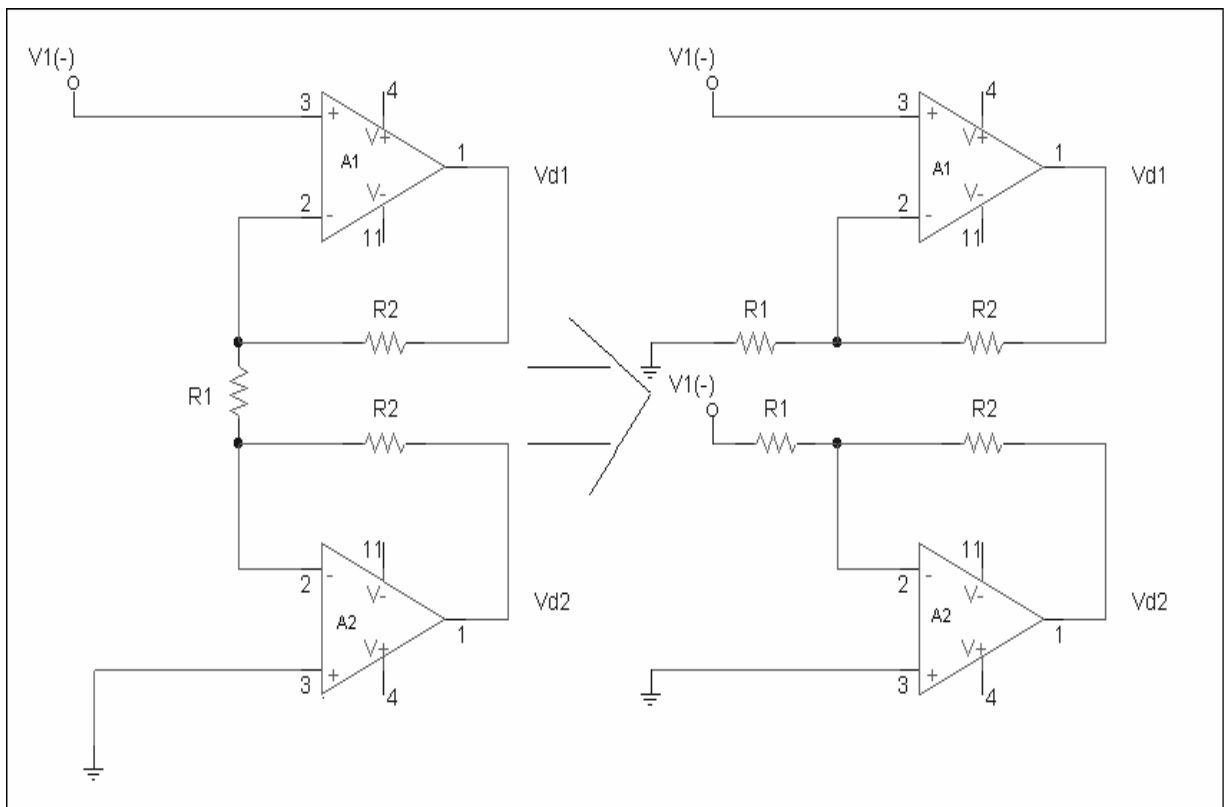 V1(-)
3
+
4
V+
A1
1
Vd1
V-
2
-
11
R2
R1
R2
11
2
-
V-
A2
1
Vd2
V+
3
+
4
V1(-)
3
+
4
V+
A1
1
Vd1
V-
2
-
11
R1
R2
V1(-)
R1
R2
11
2
-
V-
A2
1
Vd2
V+
3
+
4